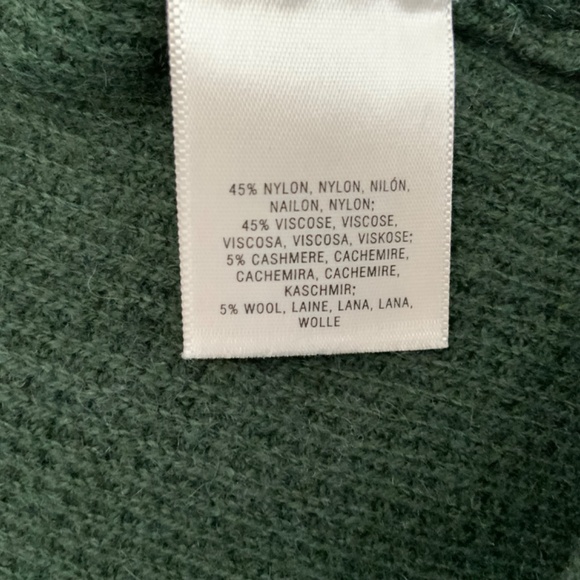 45% NYLON, NYLON, NILÓN,
NAILON, NYLON;
45% VISCOSE, VISCOSE,
VISCOSA, VISCOSA, VISKOSE;
5% CASHMERE, CACHEMIRE,
CACHEMIRA, CACHEMIRE,
KASCHMIR;
5% WOOL, LAINE, LANA, LANA,
WOLLE